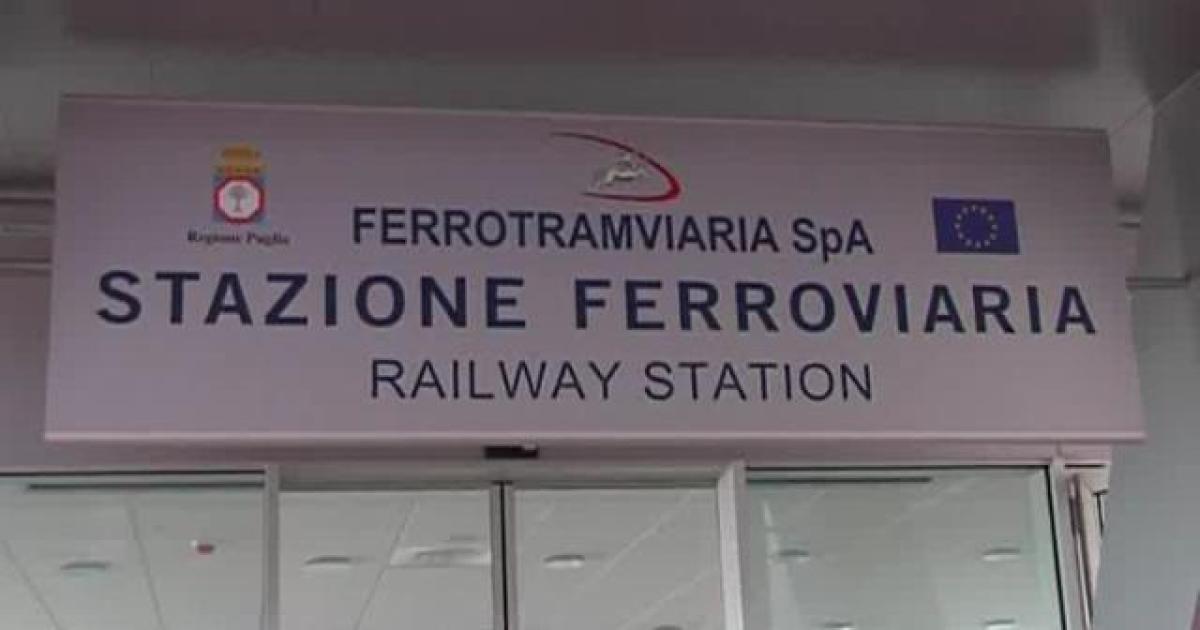 FERROTRAMVIARIA SpA
Regione Puglia
STAZIONE FERROVIARIA
RAILWAY STATION